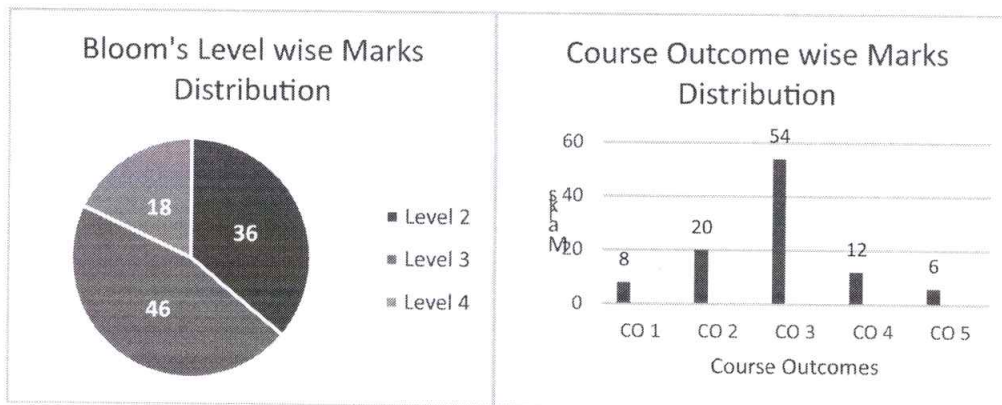 Bloom's Level wise Marks
Distribution
18
36
46
Level 2
Level 3
Level 4
Course Outcome wise Marks
Distribution
60
40
20
0
Marks
8
20
54
12
6
CO 1
CO 2
CO 3
CO 4
CO 5
Course Outcomes